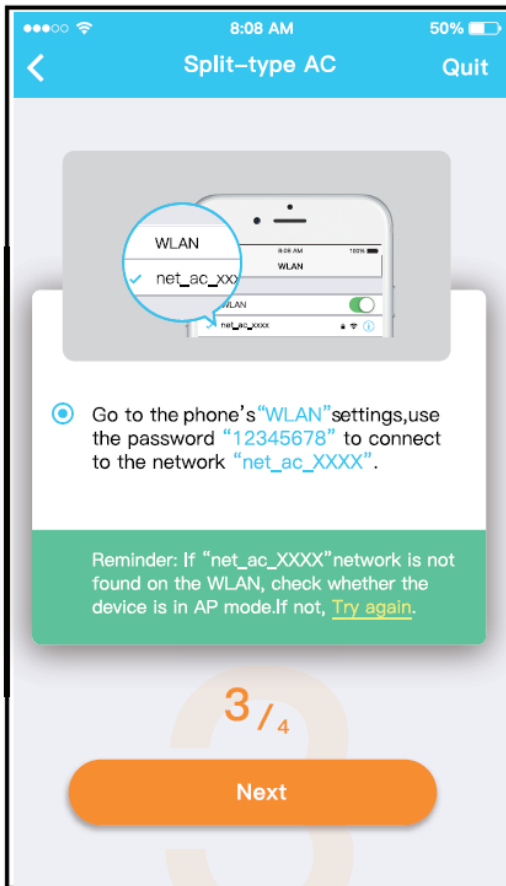 8:08 AM 50%
Split-type AC Quit
WLAN
net_ac_xxx
8:08 AM 100%
WLAN
WLAN
net_ac_xxxx
Go to the phone's“WLAN”settings,use
the password “12345678” to connect
to the network “net_ac_XXXX”.
Reminder: If “net_ac_XXXX”network is not
found on the WLAN, check whether the
device is in AP mode.If not, Try again.
3/4
Next
3